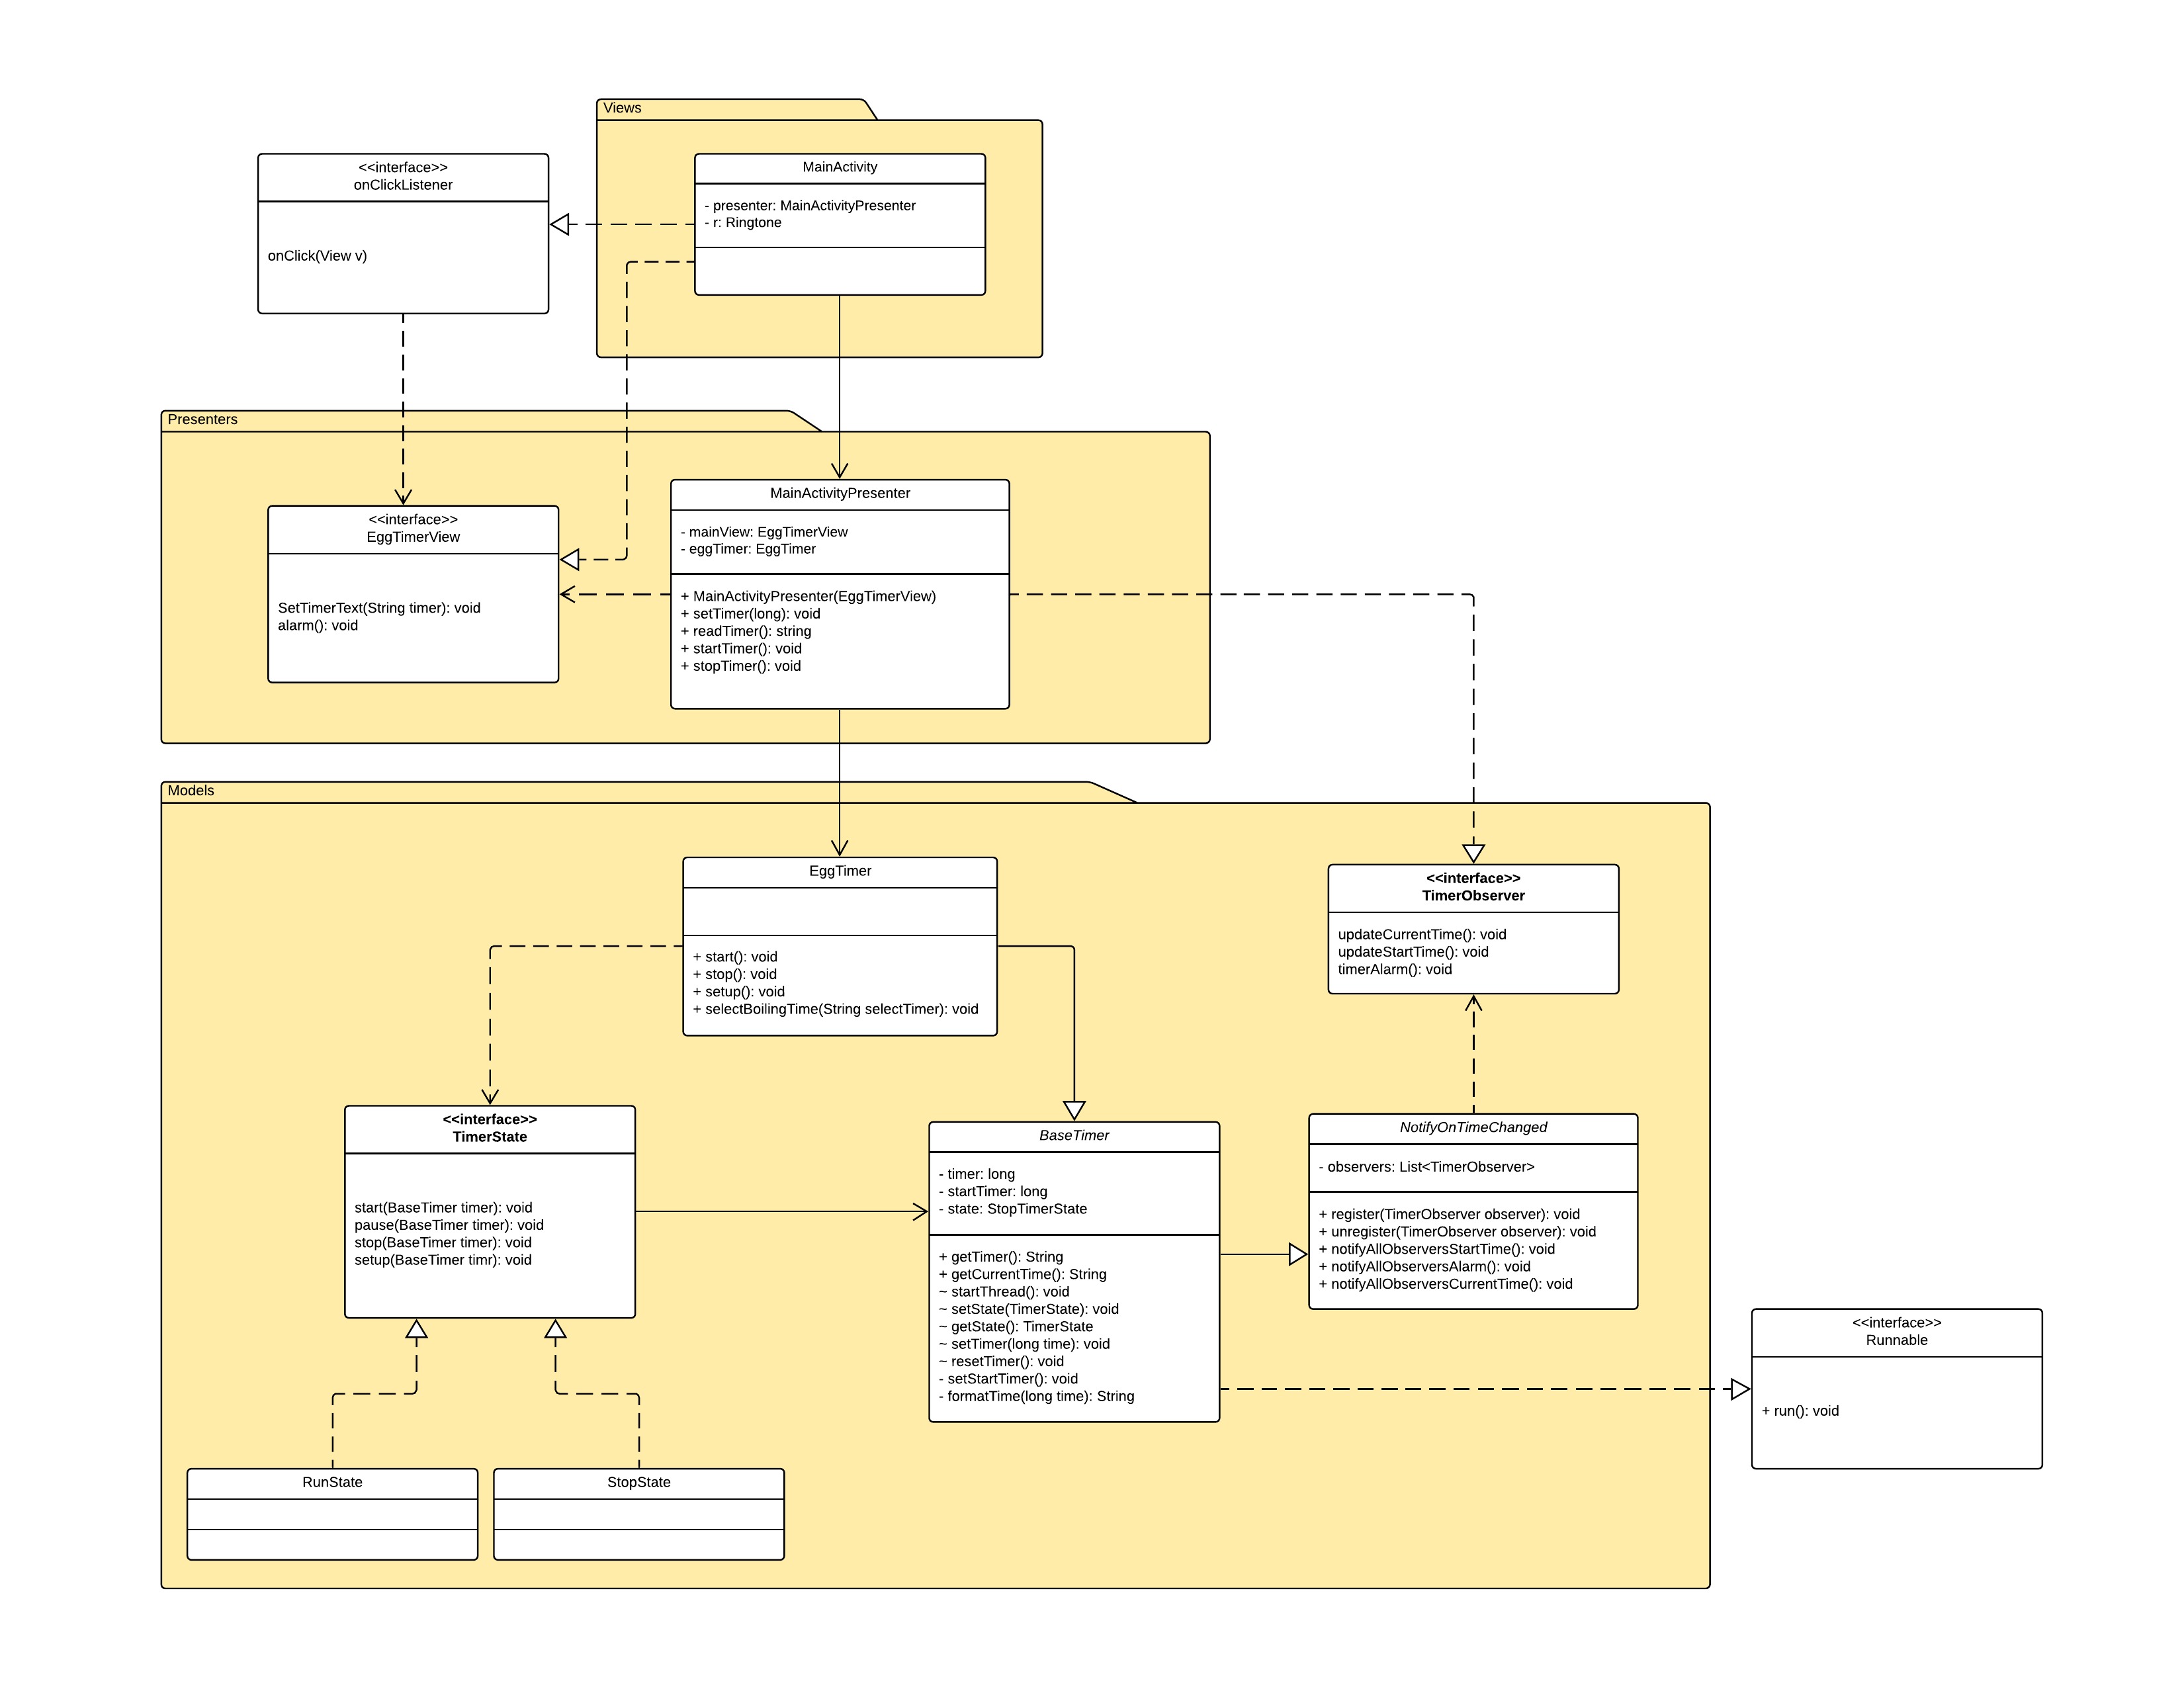 Views
<<interface>>
onClickListener
onClick(View v)
MainActivity
- presenter: MainActivityPresenter
- r: Ringtone
Presenters
<<interface>>
EggTimerView
SetTimerText(String timer): void
alarm(): void
MainActivityPresenter
- mainView: EggTimerView
- eggTimer: EggTimer
+ MainActivityPresenter(EggTimerView)
+ setTimer(long): void
+ readTimer(): string
+ startTimer(): void
+ stopTimer(): void
Models
EggTimer
+ start(): void
+ stop(): void
+ setup(): void
+ selectBoilingTime(String selectTimer): void
<<interface>>
TimerObserver
updateCurrentTime(): void
updateStartTime(): void
timerAlarm(): void
<<interface>>
TimerState
start(BaseTimer timer): void
pause(BaseTimer timer): void
stop(BaseTimer timer): void
setup(BaseTimer timr): void
BaseTimer
- timer: long
- startTimer: long
- state: StopTimerState
+ getTimer(): String
+ getCurrentTime(): String
~ startThread(): void
~ setState(TimerState): void
~ getState(): TimerState
~ setTimer(long time): void
~ resetTimer(): void
- setStartTimer(): void
- formatTime(long time): String
NotifyOnTimeChanged
- observers: List<TimerObserver>
+ register(TimerObserver observer): void
+ unregister(TimerObserver observer): void
+ notifyAllObserversStartTime(): void
+ notifyAllObserversAlarm(): void
+ notifyAllObserversCurrentTime(): void
<<interface>>
Runnable
+ run(): void
RunState
StopState